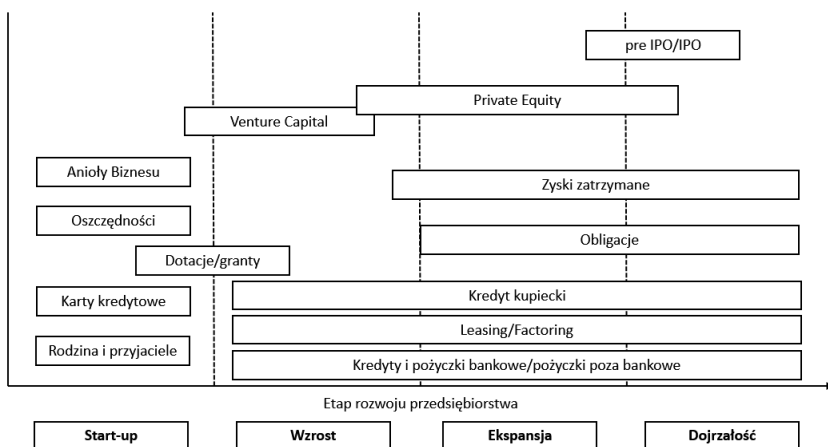 pre IPO/IPO
Private Equity
Venture Capital
Anioły Biznesu
Zyski zatrzymane
Oszczędności
Obligacje
Dotacje/granty
Karty kredytowe
Kredyt kupiecki
Leasing/Factoring
Rodzina i przyjaciele
Kredyty i pożyczki bankowe/pożyczki poza bankowe
Etap rozwoju przedsiębiorstwa
Start-up
Wzrost
Ekspansja
Dojrzałość